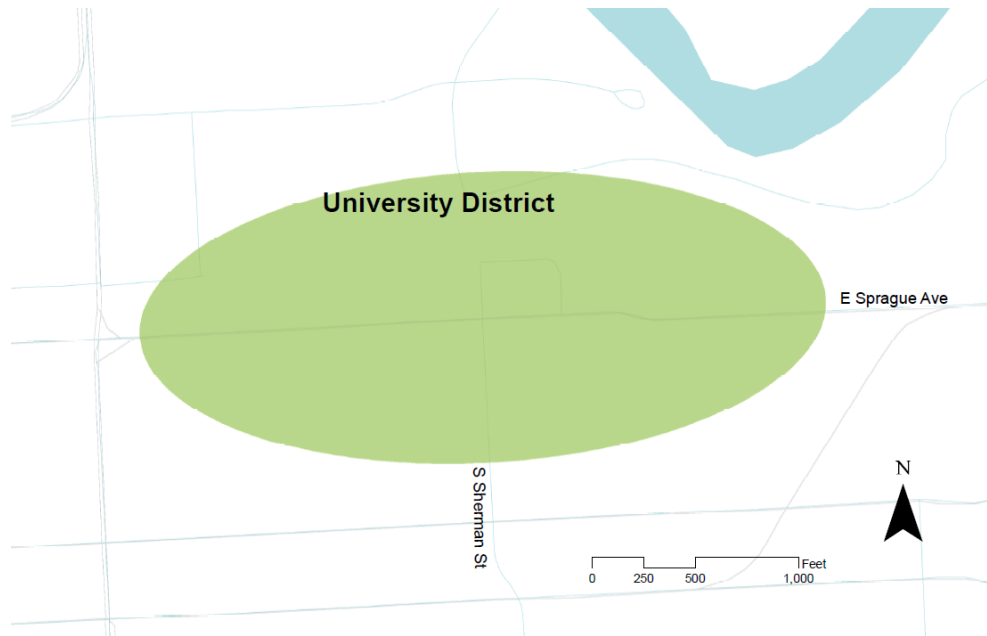 University District
E Sprague Ave
S Sherman St
N
Feet
0 250 500 1,000